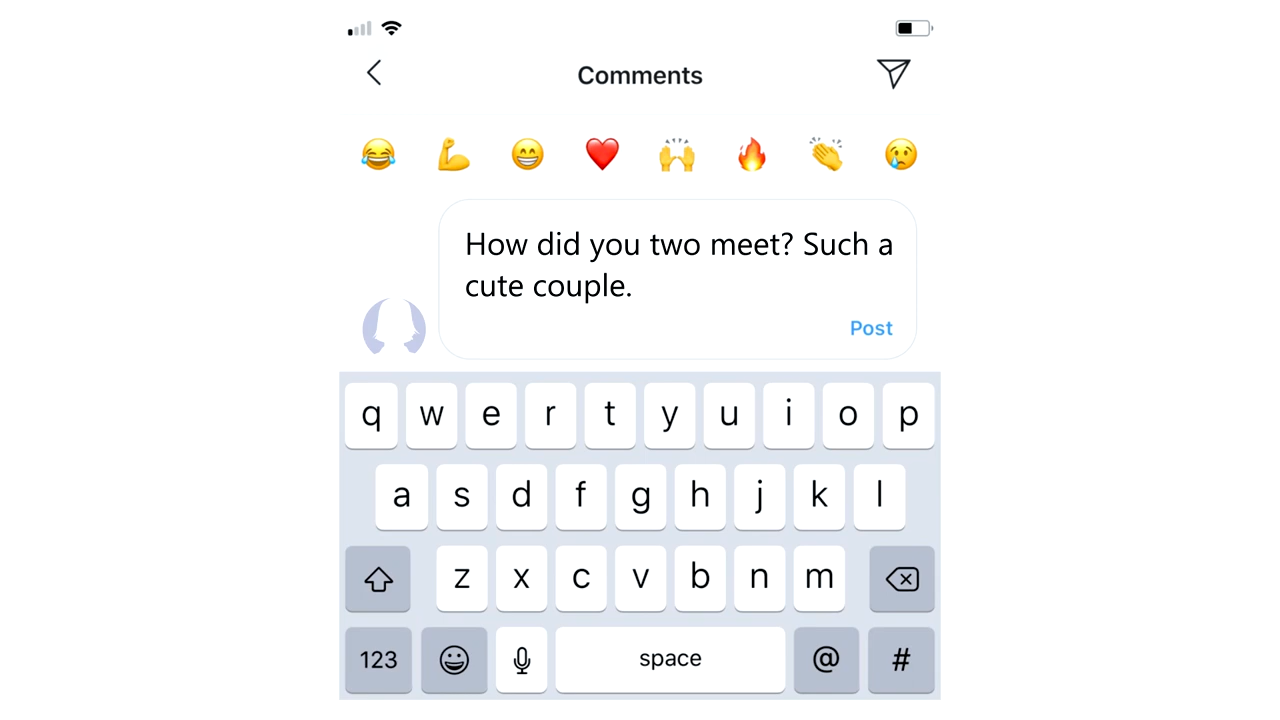 Comments
How did you two meet? Such a
cute couple.
Post
q w e r t y u i o p
a s d f g h j k l
z x c v b n m
123 space @ #